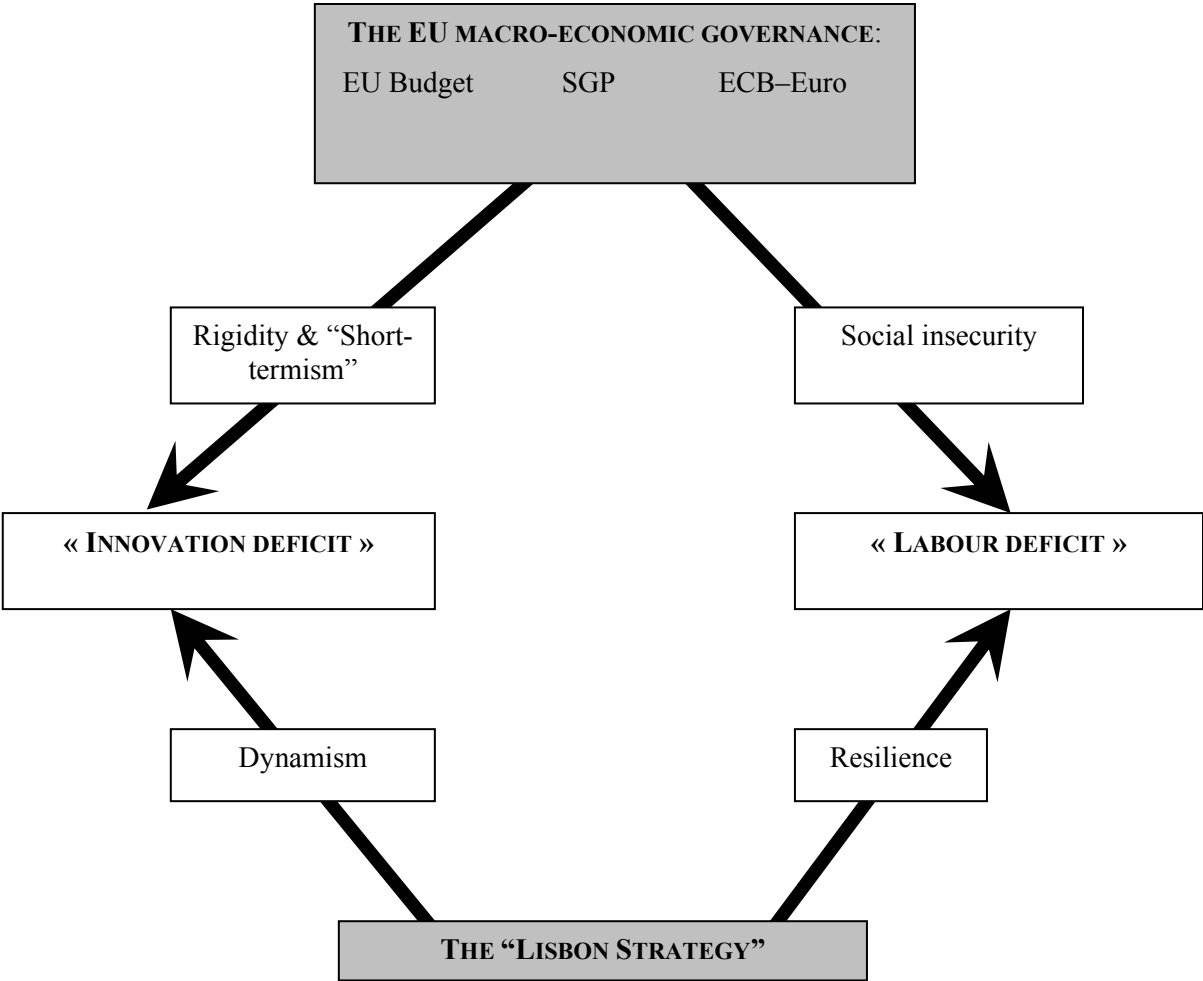 THE EU MACRO-ECONOMIC GOVERNANCE:
EU Budget SGP ECB–Euro
Rigidity & “Short-
termism”
Social insecurity
« INNOVATION DEFICIT »
« LABOUR DEFICIT »
Dynamism
Resilience
THE “LISBON STRATEGY”